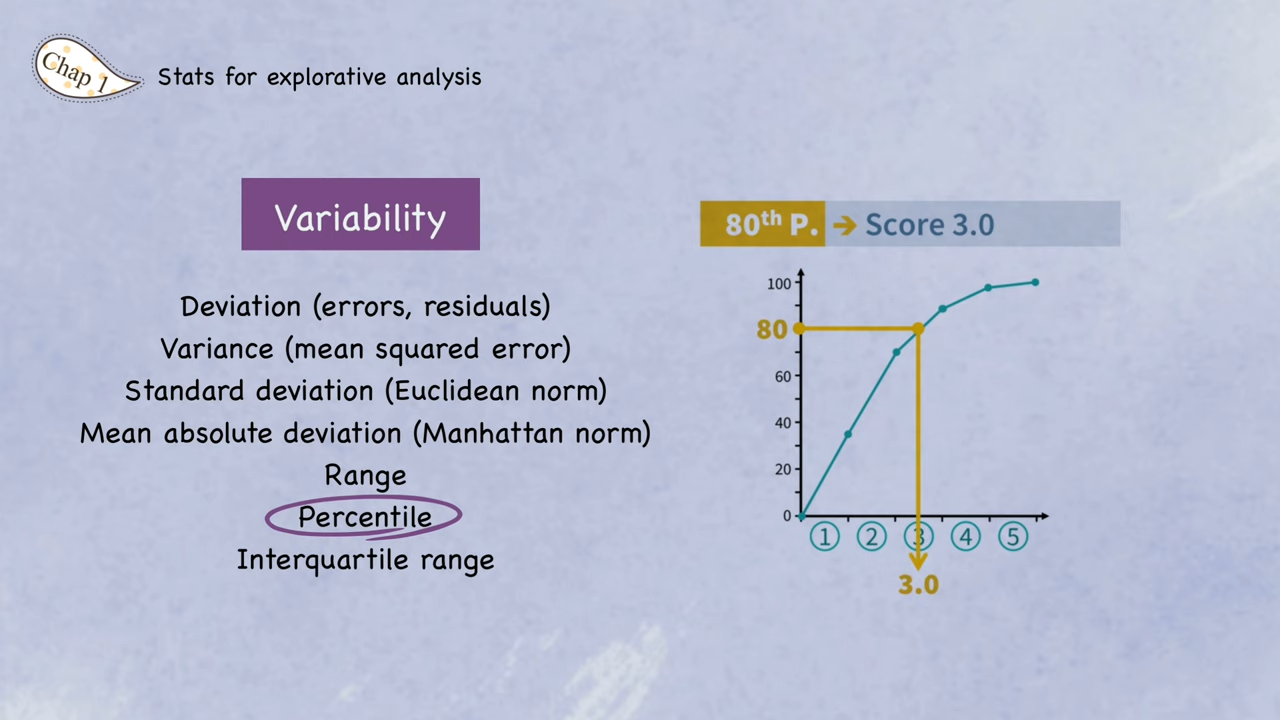 Chap 1
Stats for explorative analysis
Variability
Deviation (errors, residuals)
Variance (mean squared error)
Standard deviation (Euclidean norm)
Mean absolute deviation (Manhattan norm)
Range
Percentile
Interquartile range
80th P. → Score 3.0
100
80
60
40
20
0
1 2 3 4 5
3.0